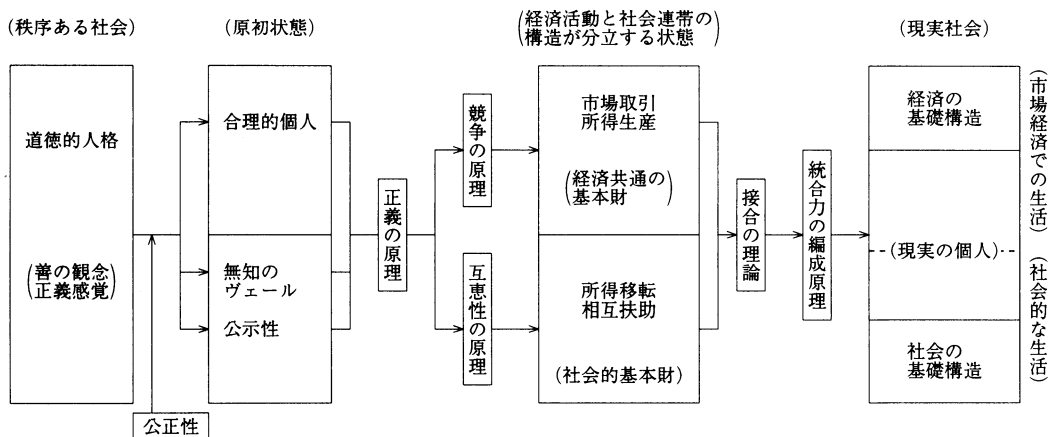 (秩序ある社会)
道徳的人格
(善の観念
正義感覚)
公正性
(原初状態)
合理的個人
無知の
ヴェール
公示性
正義の原理
競争の原理
互恵性の原理
(経済活動と社会連帯の
構造が分立する状態)
市場取引
所得生産
(経済共通の
基本財)
所得移転
相互扶助
(社会的基本財)
接合の理論
統合力の編成原理
(現実社会)
経済の
基礎構造
(現実の個人)
社会の
基礎構造
(市場経済での生活)
(社会的な生活)